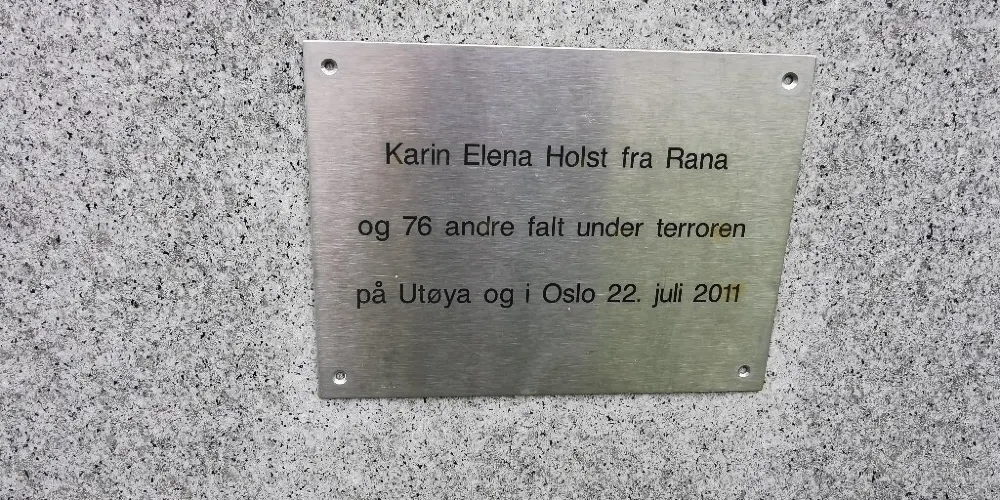 Karin Elena Holst fra Rana
og 76 andre falt under terroren
på Utøya og i Oslo 22. juli 2011